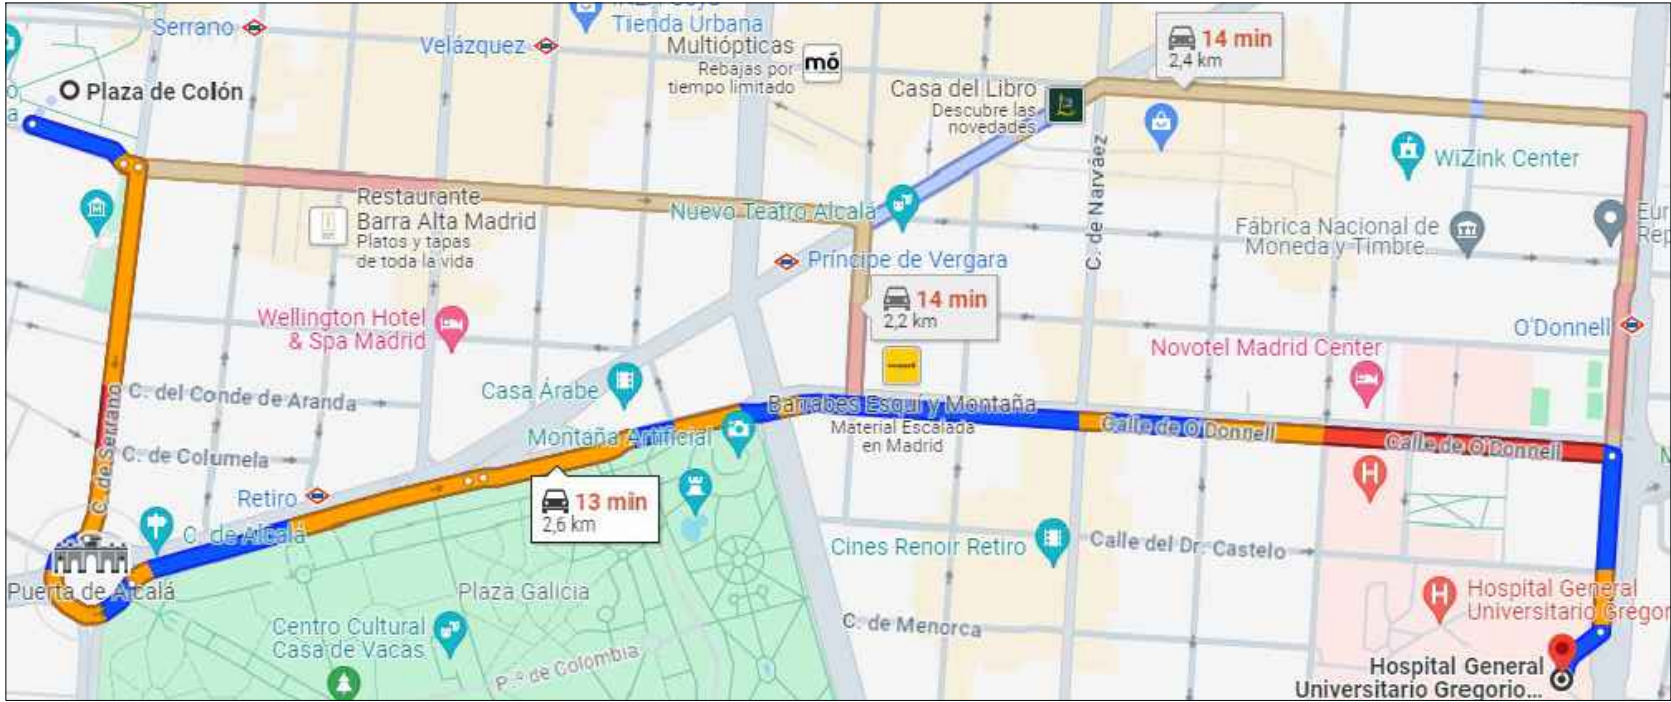 Serrano
Velázquez
Tienda Urbana
Multiópticas
Rebajas por
tiempo limitado
mó
14 min
2,4 km
Plaza de Colón
Casa del Libro
Descubre las
novedades
C. de Narváez
WiZink Center
Restaurante
Barra Alta Madrid
Platos y tapas
de toda la vida
Nuevo Teatro Alcalá
Fábrica Nacional de
Moneda y Timbre...
Eur
Rep
Príncipe de Vergara
14 min
2,2 km
Wellington Hotel
& Spa Madrid
O'Donnell
Novotel Madrid Center
C. del Conde de Aranda
Casa Árabe
C. de Serrano
Barrabes Esquí y Montaña
Material Escalada
en Madrid
Montaña Artificial
Calle de O'Donnell
Calle de O'Donnell
C. de Columela
Retiro
13 min
2,6 km
C. de Alcalá
Cines Renoir Retiro
Calle del Dr. Castelo
Puerta de Alcalá
Plaza Galicia
H
H
Hospital General
Universitario Gregor
Centro Cultural
Casa de Vacas
C. de Menorca
P.º de Colombia
Hospital General
Universitario Gregorio...